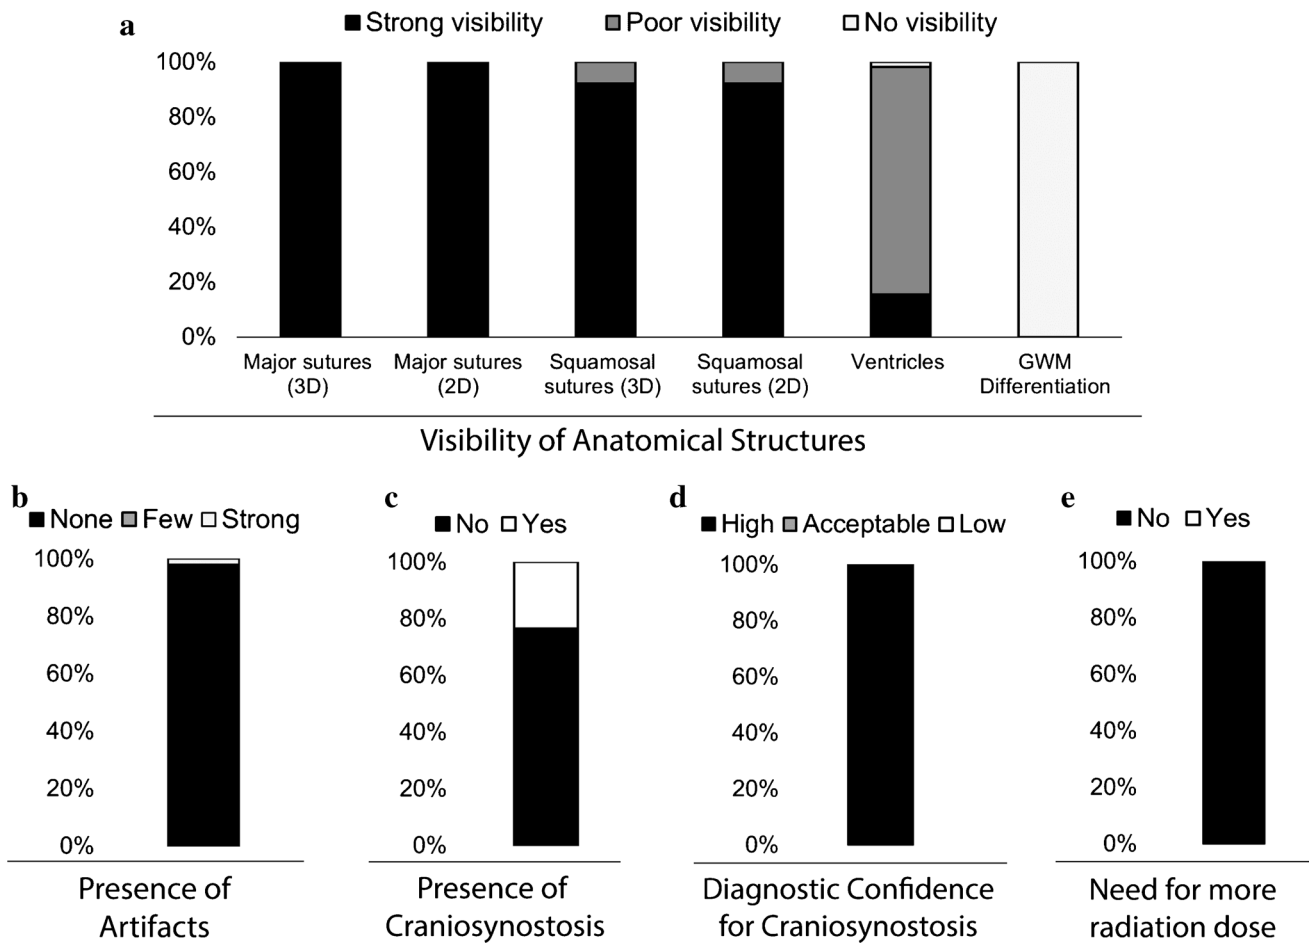 a
Strong visibility Poor visibility No visibility
100%
80%
60%
40%
20%
0%
Major sutures (3D)
Major sutures (2D)
Squamosal sutures (3D)
Squamosal sutures (2D)
Ventricles
GWM Differentiation
Visibility of Anatomical Structures
b
None Few Strong
100%
80%
60%
40%
20%
0%
Presence of
Artifacts
c
No Yes
100%
80%
60%
40%
20%
0%
Presence of
Craniosynostosis
d
High Acceptable Low
100%
80%
60%
40%
20%
0%
Diagnostic Confidence
for Craniosynostosis
e
No Yes
100%
80%
60%
40%
20%
0%
Need for more
radiation dose